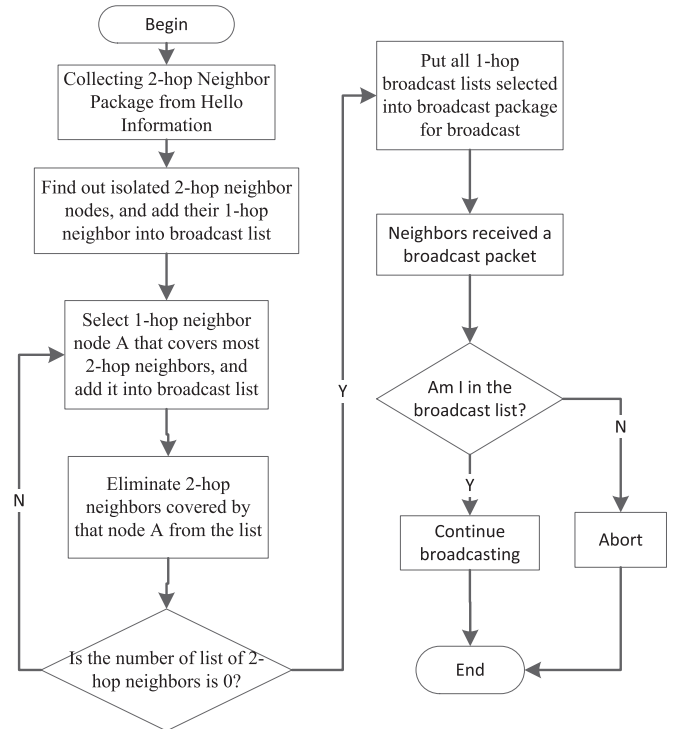 Begin
Collecting 2-hop Neighbor
Package from Hello
Information
Find out isolated 2-hop neighbor
nodes, and add their 1-hop
neighbor into broadcast list
Select 1-hop neighbor
node A that covers most
2-hop neighbors, and
add it into broadcast list
Eliminate 2-hop
neighbors covered by
that node A from the list
N
Is the number of list of 2-
hop neighbors is 0?
Y
Put all 1-hop
broadcast lists selected
into broadcast package
for broadcast
Neighbors received a
broadcast packet
Am I in the
broadcast list?
N
Y
Continue
broadcasting
Abort
End